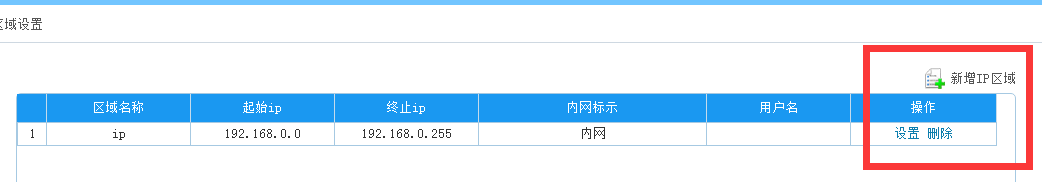 区域设置
新增IP区域
区域名称 起始ip 终止ip 内网标示 用户名 操作
1 ip 192.168.0.0 192.168.0.255 内网 设置 删除